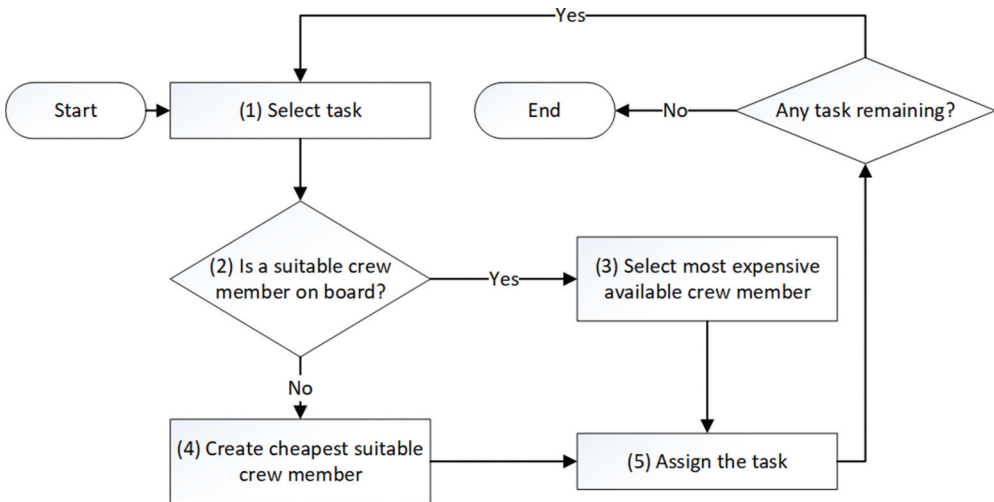 Yes
Start
(1) Select task
End
No
Any task remaining?
(2) Is a suitable crew
member on board?
Yes
(3) Select most expensive
available crew member
No
(4) Create cheapest suitable
crew member
(5) Assign the task